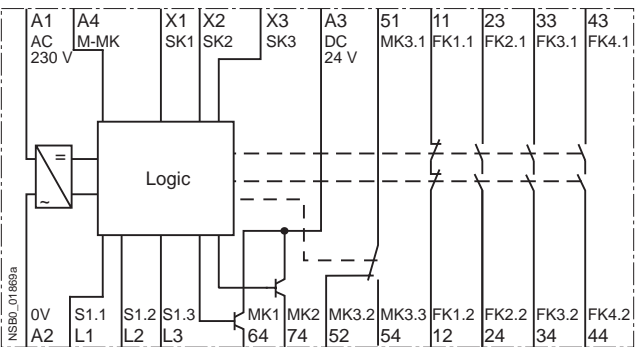 A1 A4 X1 X2 X3 A3 51 11 23 33 43
AC M-MK SK1 SK2 SK3 DC MK3.1 FK1.1 FK2.1 FK3.1 FK4.1
230 V 24 V
=
~
Logic
NSB0_01869a
0V S1.1 S1.2 S1.3 MK1 MK2 MK3.2 MK3.3 FK1.2 FK2.2 FK3.2 FK4.2
A2 L1 L2 L3 64 74 52 54 12 24 34 44